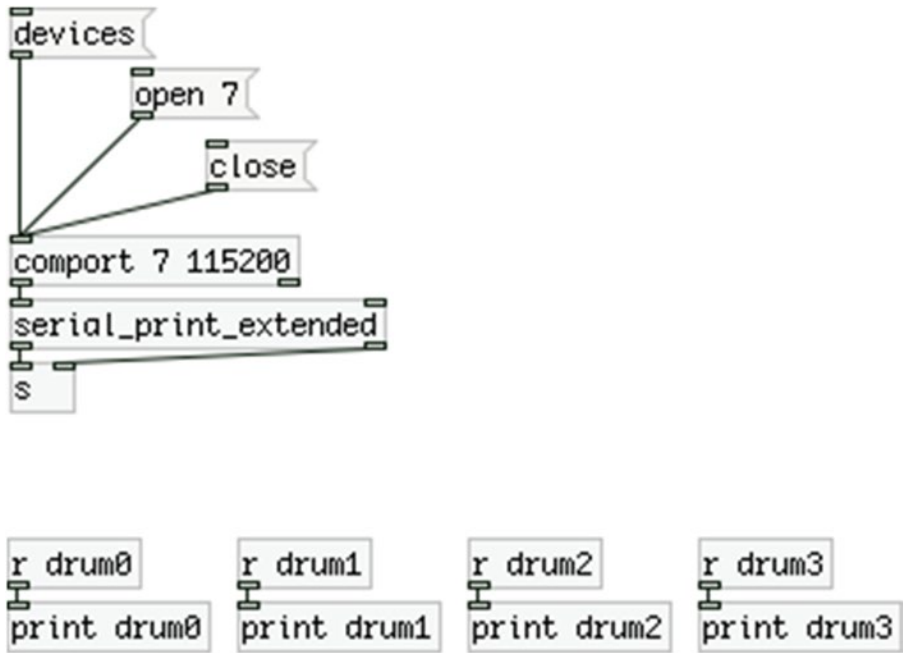 devices
open 7
close
comport 7 115200
serial_print_extended
s
r drum0
r drum1
r drum2
r drum3
print drum0
print drum1
print drum2
print drum3